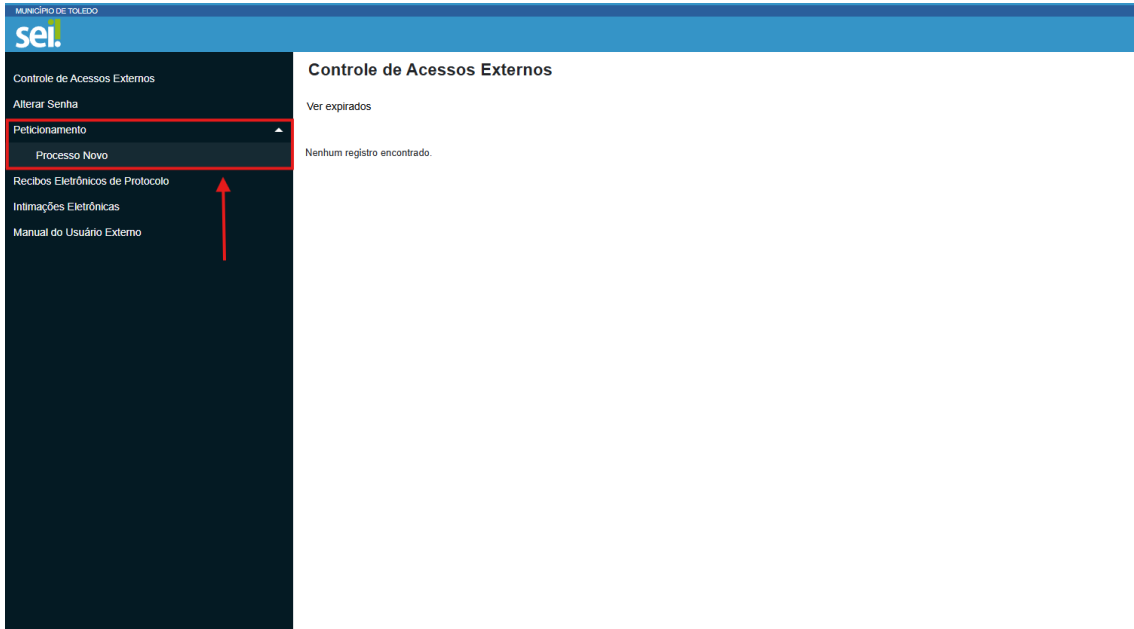 MUNICÍPIO DE TOLEDO
sei!
Controle de Acessos Externos
Alterar Senha
Peticionamento
Processo Novo
Recibos Eletrônicos de Protocolo
Intimações Eletrônicas
Manual do Usuário Externo
Controle de Acessos Externos
Ver expirados
Nenhum registro encontrado.